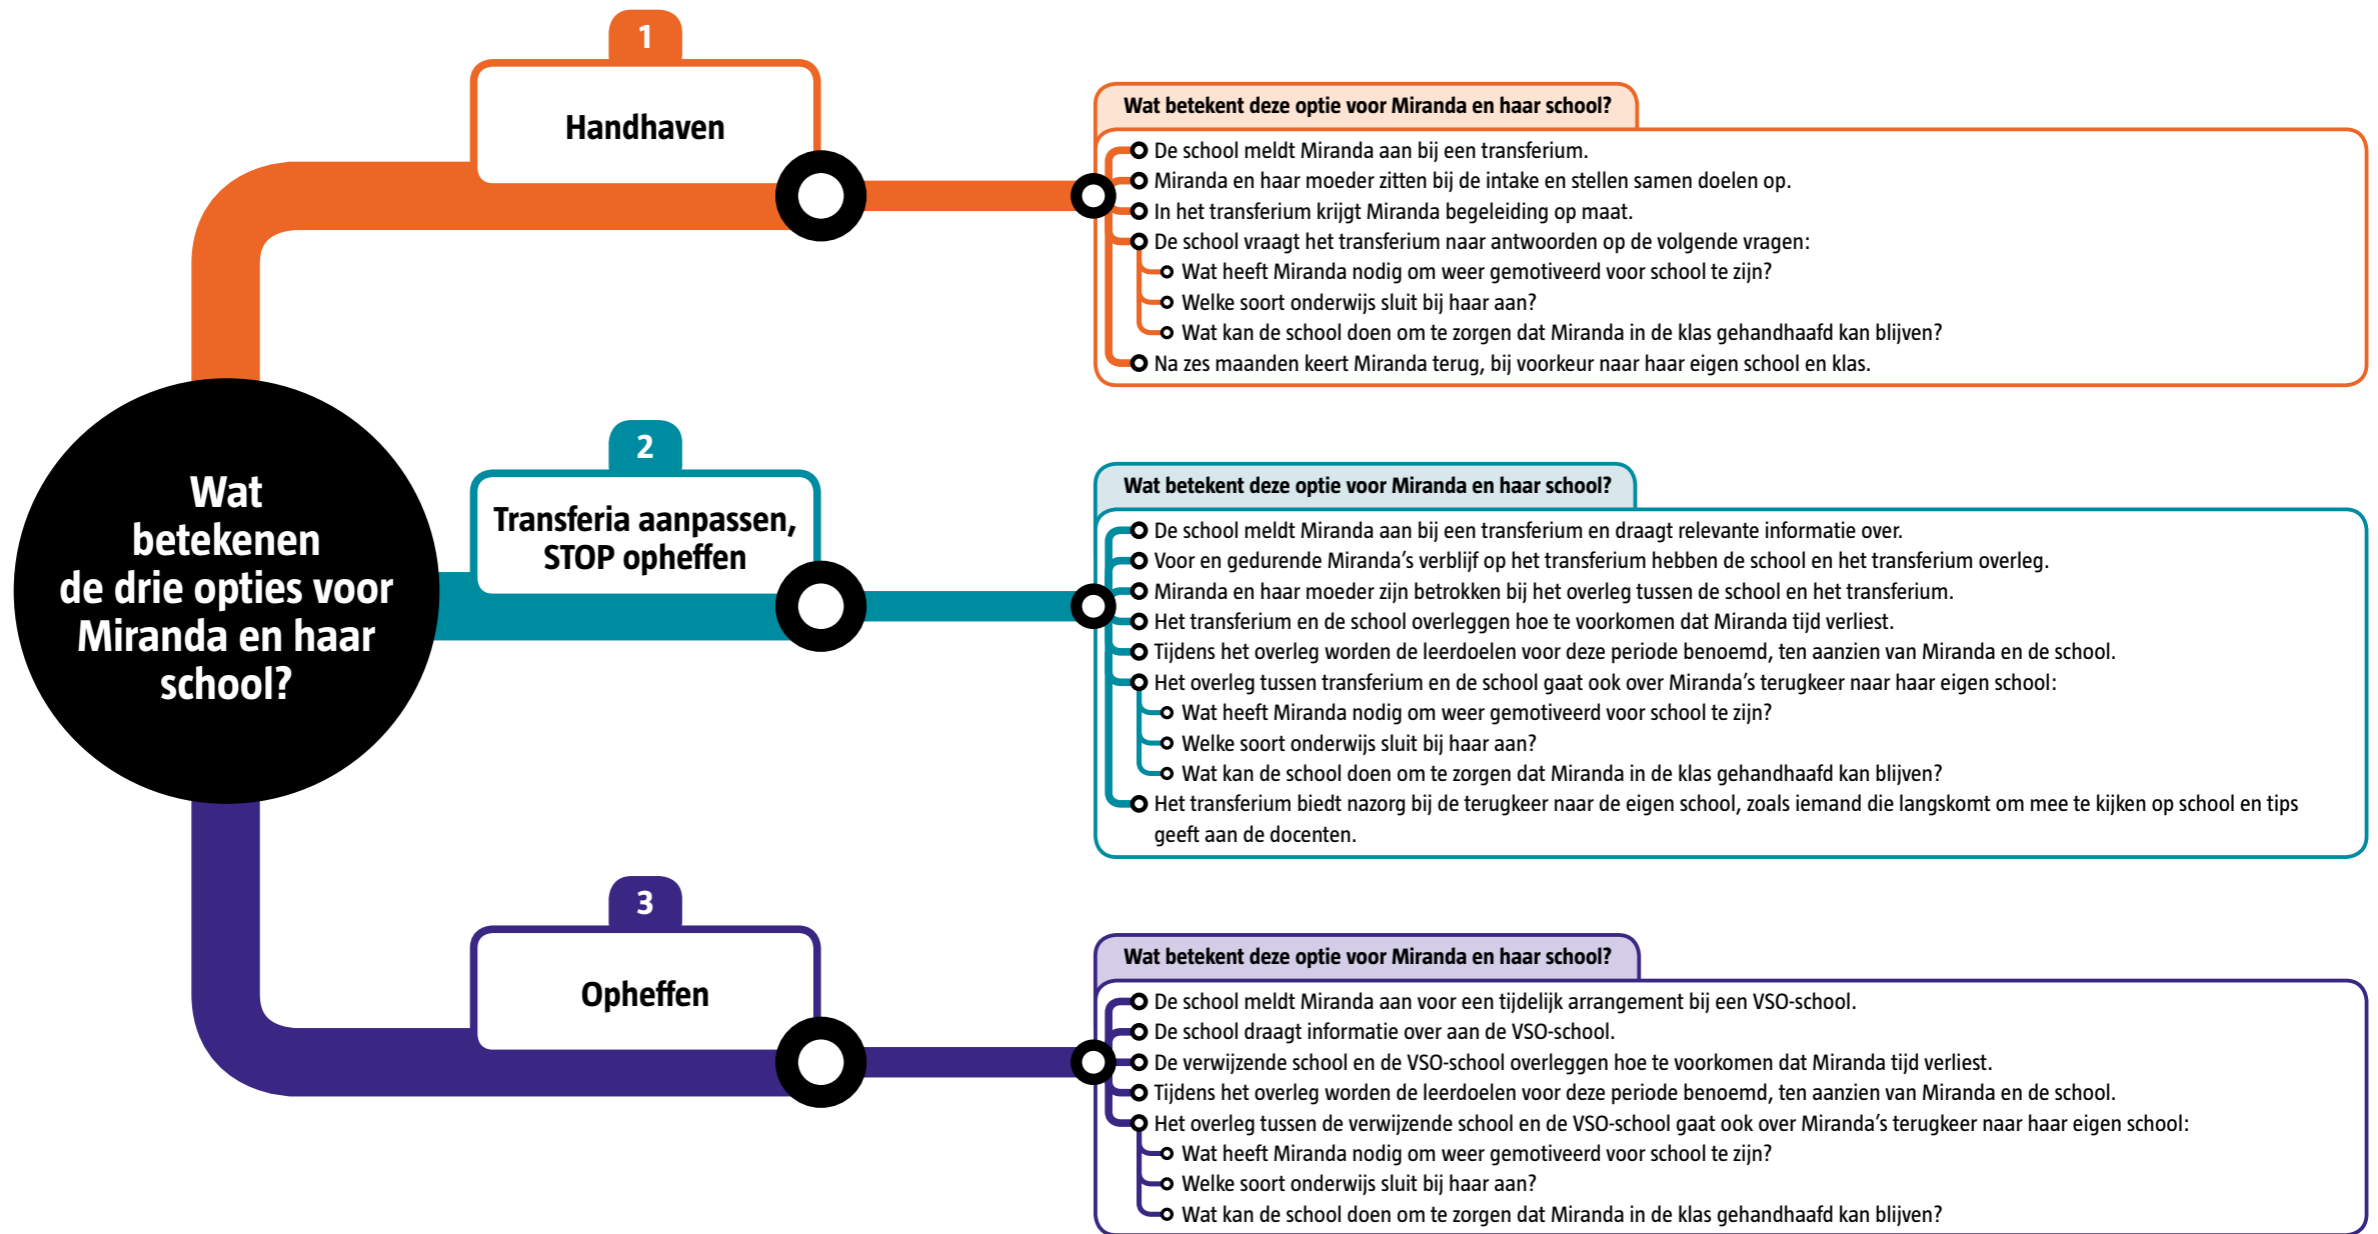 Wat
betekenen
de drie opties voor
Miranda en haar
school?
1
Handhaven
Wat betekent deze optie voor Miranda en haar school?
De school meldt Miranda aan bij een transferium.
Miranda en haar moeder zitten bij de intake en stellen samen doelen op.
In het transferium krijgt Miranda begeleiding op maat.
De school vraagt het transferium naar antwoorden op de volgende vragen:
Wat heeft Miranda nodig om weer gemotiveerd voor school te zijn?
Welke soort onderwijs sluit bij haar aan?
Wat kan de school doen om te zorgen dat Miranda in de klas gehandhaafd kan blijven?
Na zes maanden keert Miranda terug, bij voorkeur naar haar eigen school en klas.
2
Transferia aanpassen,
STOP opheffen
Wat betekent deze optie voor Miranda en haar school?
De school meldt Miranda aan bij een transferium en draagt relevante informatie over.
Voor en gedurende Miranda’s verblijf op het transferium hebben de school en het transferium overleg.
Miranda en haar moeder zijn betrokken bij het overleg tussen de school en het transferium.
Het transferium en de school overleggen hoe te voorkomen dat Miranda tijd verliest.
Tijdens het overleg worden de leerdoelen voor deze periode benoemd, ten aanzien van Miranda en de school.
Het overleg tussen transferium en de school gaat ook over Miranda’s terugkeer naar haar eigen school:
Wat heeft Miranda nodig om weer gemotiveerd voor school te zijn?
Welke soort onderwijs sluit bij haar aan?
Wat kan de school doen om te zorgen dat Miranda in de klas gehandhaafd kan blijven?
Het transferium biedt nazorg bij de terugkeer naar de eigen school, zoals iemand die langskomt om mee te kijken op school en tips
geeft aan de docenten.
3
Opheffen
Wat betekent deze optie voor Miranda en haar school?
De school meldt Miranda aan voor een tijdelijk arrangement bij een VSO-school.
De school draagt informatie over aan de VSO-school.
De verwijzende school en de VSO-school overleggen hoe te voorkomen dat Miranda tijd verliest.
Tijdens het overleg worden de leerdoelen voor deze periode benoemd, ten aanzien van Miranda en de school.
Het overleg tussen de verwijzende school en de VSO-school gaat ook over Miranda’s terugkeer naar haar eigen school:
Wat heeft Miranda nodig om weer gemotiveerd voor school te zijn?
Welke soort onderwijs sluit bij haar aan?
Wat kan de school doen om te zorgen dat Miranda in de klas gehandhaafd kan blijven?